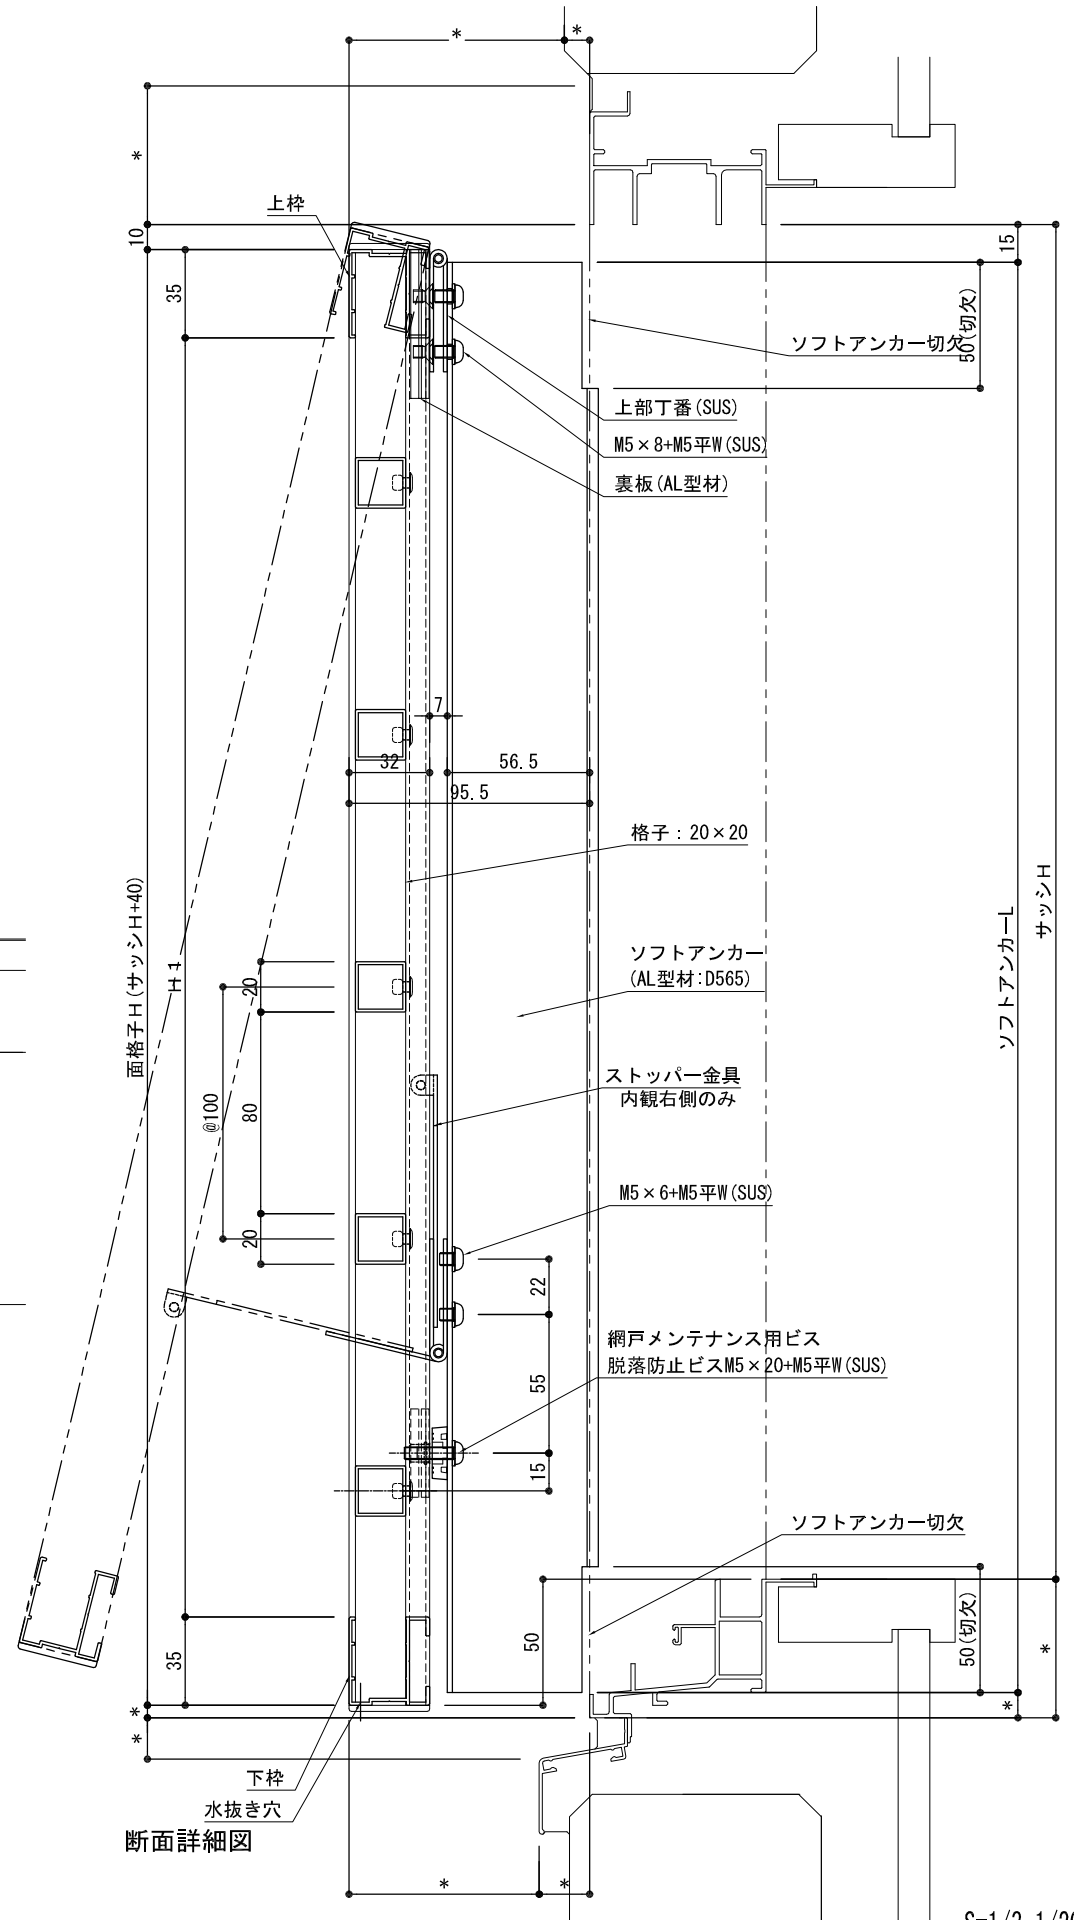 *
*
*
上枠
10
15
35
50(切欠)
ソフトアンカー切欠
上部丁番(SUS)
M5×8+M5平W(SUS)
裏板(AL型材)
7
32
56.5
95.5
格子：20×20
面格子H(サッシH+40)
H1
サッシH
ソフトアンカーL
ソフトアンカー
(AL型材:D565)
20
@100
80
ストッパー金具
内観右側のみ
M5×6+M5平W(SUS)
20
22
網戸メンテナンス用ビス
脱落防止ビスM5×20+M5平W(SUS)
55
15
ソフトアンカー切欠
50
50(切欠)
35
*
*
*
*
下枠
水抜き穴
断面詳細図
*
*